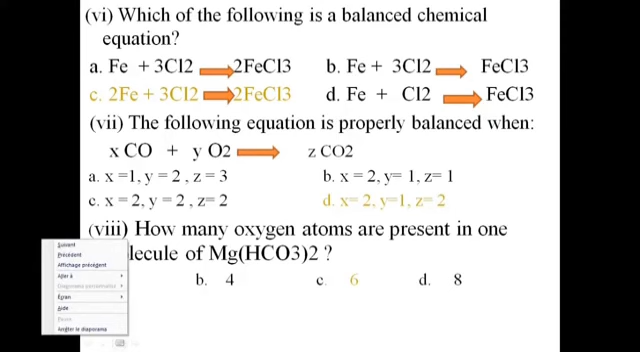 (vi) Which of the following is a balanced chemical
equation?
a. Fe + 3Cl2 2FeCl3 b. Fe + 3Cl2 FeCl3
c. 2Fe + 3Cl2 2FeCl3 d. Fe + Cl2 FeCl3
(vii) The following equation is properly balanced when:
x CO + y O2 z CO2
a. x =1, y = 2 , z = 3 b. x = 2, y= 1, z= 1
c. x = 2, y = 2 , z= 2 d. x= 2, y=1, z= 2
(viii) How many oxygen atoms are present in one
lecule of Mg(HCO3)2 ?
b. 4 c. 6 d. 8
Suivant
Précédent
Affichage précédent
Aller à
Diaporama personnalisé
Écran
Aide
Pause
Arrêter le diaporama